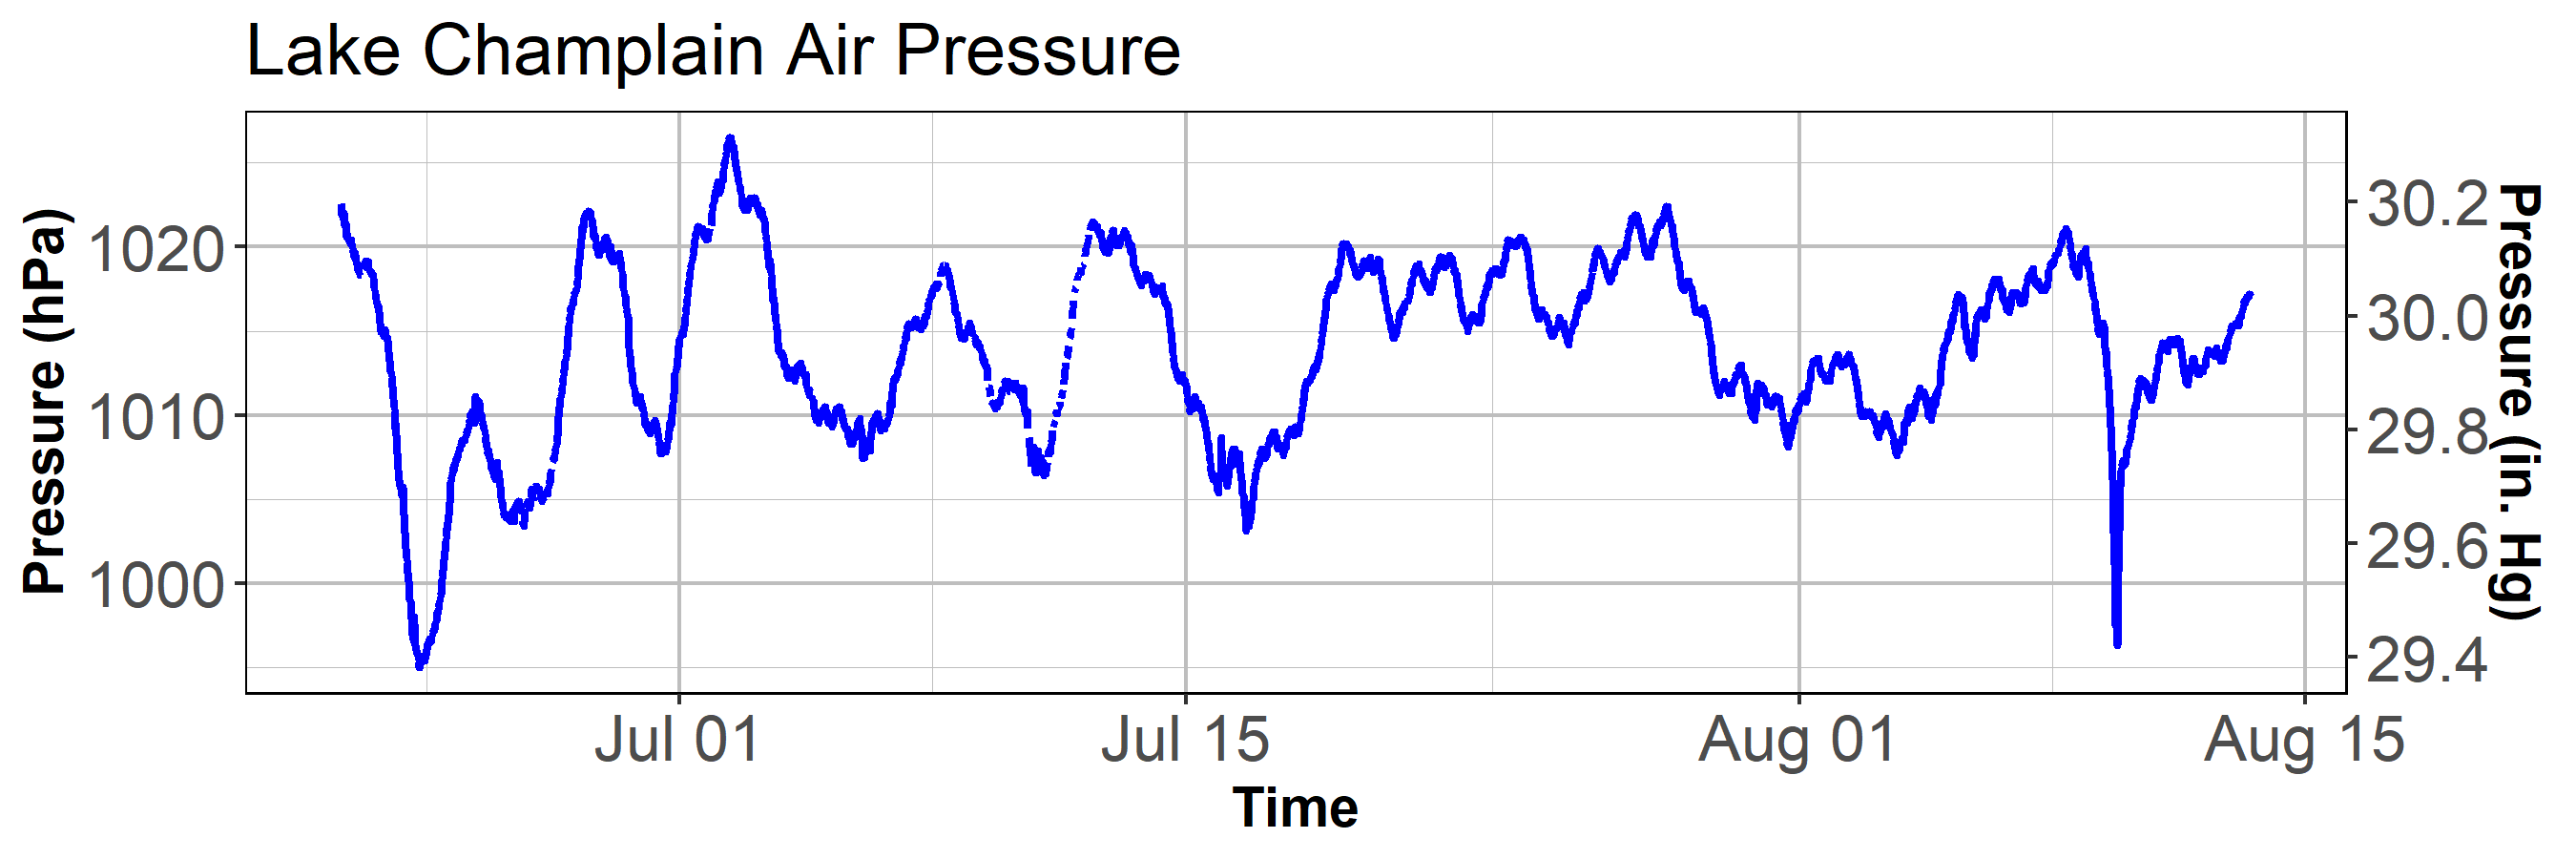 Lake Champlain Air Pressure
Pressure (hPa)
1020
1010
1000
30.2
30.0
29.8
29.6
29.4
Pressure (in. Hg)
Jul 01
Jul 15
Aug 01
Aug 15
Time